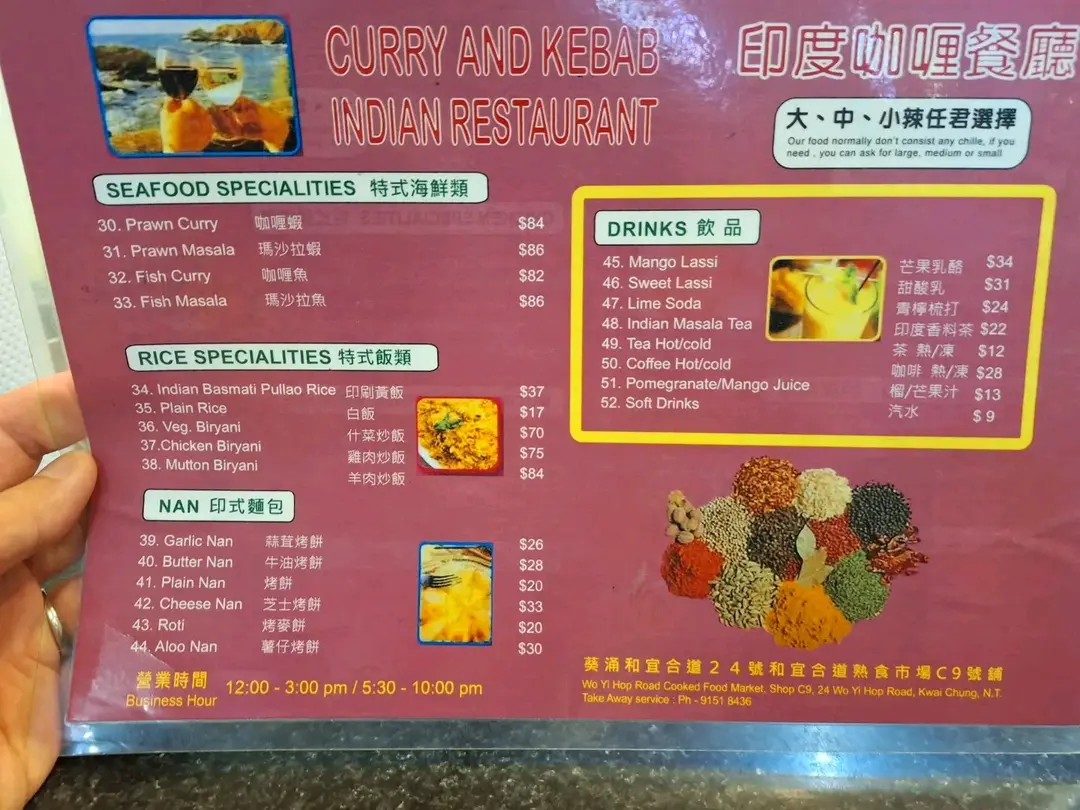 CURRY AND KEBAB
INDIAN RESTAURANT
印度咖喱餐廳
大、中、小辣任君選擇
Our food normally don't consist any chille, if you
need , you can ask for large, medium or small
SEAFOOD SPECIALITIES 特式海鮮類
30. Prawn Curry 咖喱蝦 $84
31. Prawn Masala 瑪沙拉蝦 $86
32. Fish Curry 咖喱魚 $82
33. Fish Masala 瑪沙拉魚 $86
RICE SPECIALITIES 特式飯類
34. Indian Basmati Pullao Rice 印刷黃飯 $37
35. Plain Rice 白飯 $17
36. Veg. Biryani 什菜炒飯 $70
37.Chicken Biryani 雞肉炒飯 $75
38. Mutton Biryani 羊肉炒飯 $84
NAN 印式麵包
39. Garlic Nan 蒜茸烤餅 $26
40. Butter Nan 牛油烤餅 $28
41. Plain Nan 烤餅 $20
42. Cheese Nan 芝士烤餅 $33
43. Roti 烤麥餅 $20
44. Aloo Nan 薯仔烤餅 $30
營業時間
Business Hour
12:00 - 3:00 pm / 5:30 - 10:00 pm
DRINKS 飲品
45. Mango Lassi 芒果乳酪 $34
46. Sweet Lassi 甜酸乳 $31
47. Lime Soda 青檸梳打 $24
48. Indian Masala Tea 印度香料茶 $22
49. Tea Hot/cold 茶 熱/凍 $12
50. Coffee Hot/cold 咖啡 熱/凍 $28
51. Pomegranate/Mango Juice 榴/芒果汁 $13
52. Soft Drinks 汽水 $ 9
葵涌和宜合道24號和宜合道熟食市場C9號舖
Wo Yi Hop Road Cooked Food Market, Shop C9, 24 Wo Yi Hop Road, Kwai Chung, N.T.
Take Away service : Ph - 9151 8436